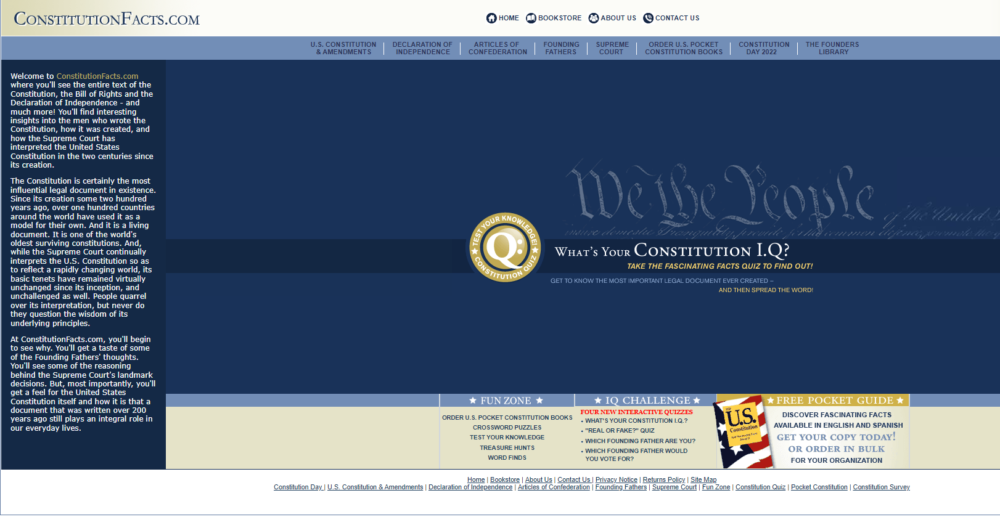 ConstitutionFacts.com
HOME BOOKSTORE ABOUT US CONTACT US
U.S. CONSTITUTION
& AMENDMENTS
DECLARATION OF
INDEPENDENCE
ARTICLES OF
CONFEDERATION
FOUNDING
FATHERS
SUPREME
COURT
ORDER U.S. POCKET
CONSTITUTION BOOKS
CONSTITUTION
DAY 2022
THE FOUNDERS
LIBRARY
Welcome to ConstitutionFacts.com
where you'll see the entire text of the
Constitution, the Bill of Rights and the
Declaration of Independence - and
much more! You'll find interesting
insights into the men who wrote the
Constitution, how it was created, and
how the Supreme Court has
interpreted the United States
Constitution in the two centuries since
its creation.
The Constitution is certainly the most
influential legal document in existence.
Since its creation some two hundred
years ago, over one hundred countries
around the world have used it as a
model for their own. And it is a living
document. It is one of the world's
oldest surviving constitutions. And,
while the Supreme Court continually
interprets the U.S. Constitution so as
to reflect a rapidly changing world, its
basic tenets have remained virtually
unchanged since its inception, and
unchallenged as well. People quarrel
over its interpretation, but never do
they question the wisdom of its
underlying principles.
At ConstitutionFacts.com, you'll begin
to see why. You'll get a taste of some
of the Founding Fathers' thoughts.
You'll see some of the reasoning
behind the Supreme Court's landmark
decisions. But, most importantly, you'll
get a feel for the United States
Constitution itself and how it is that a
document that was written over 200
years ago still plays an integral role in
our everyday lives.
We the People of the United
insure domestic Tranquility, provide for the common defence
TEST YOUR KNOWLEDGE!
Q:
CONSTITUTION QUIZ
What's Your Constitution I.Q?
TAKE THE FASCINATING FACTS QUIZ TO FIND OUT!
GET TO KNOW THE MOST IMPORTANT LEGAL DOCUMENT EVER CREATED –
AND THEN SPREAD THE WORD!
FUN ZONE
ORDER U.S. POCKET CONSTITUTION BOOKS
CROSSWORD PUZZLES
TEST YOUR KNOWLEDGE
TREASURE HUNTS
WORD FINDS
IQ CHALLENGE
FOUR NEW INTERACTIVE QUIZZES
• WHAT'S YOUR CONSTITUTION I.Q.?
• "REAL OR FAKE?" QUIZ
• WHICH FOUNDING FATHER ARE YOU?
• WHICH FOUNDING FATHER WOULD
YOU VOTE FOR?
THE
U.S.
Constitution
FREE POCKET GUIDE
DISCOVER FASCINATING FACTS
AVAILABLE IN ENGLISH AND SPANISH
GET YOUR COPY TODAY!
OR ORDER IN BULK
FOR YOUR ORGANIZATION
Home | Bookstore | About Us | Contact Us | Privacy Notice | Returns Policy | Site Map
Constitution Day | U.S. Constitution & Amendments | Declaration of Independence | Articles of Confederation | Founding Fathers | Supreme Court | Fun Zone | Constitution Quiz | Pocket Constitution | Constitution Survey